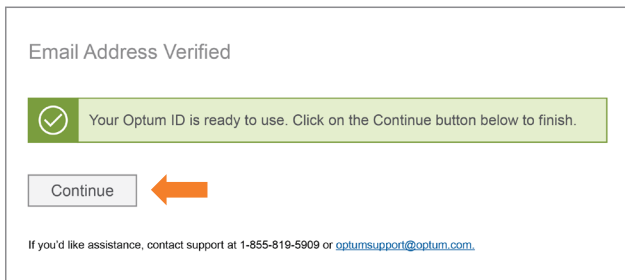 Email Address Verified
Your Optum ID is ready to use. Click on the Continue button below to finish.
Continue
If you'd like assistance, contact support at 1-855-819-5909 or optumsupport@optum.com.